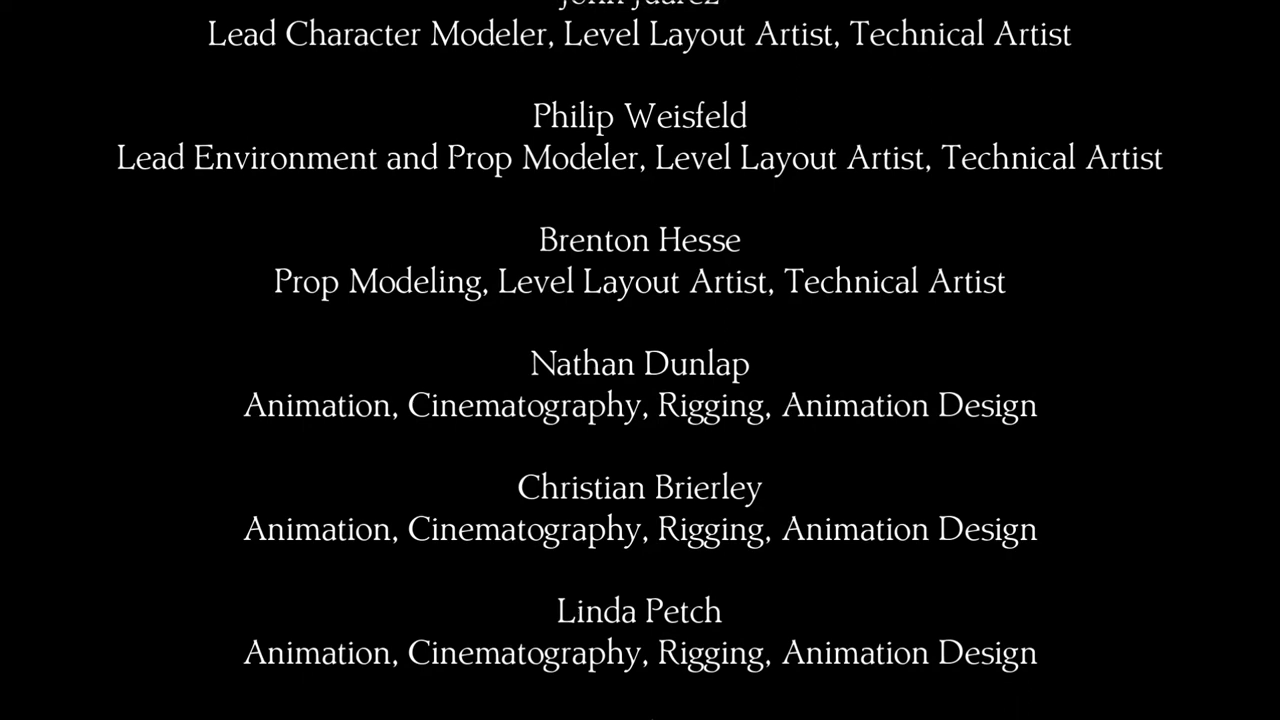 John Juarez
Lead Character Modeler, Level Layout Artist, Technical Artist
Philip Weisfeld
Lead Environment and Prop Modeler, Level Layout Artist, Technical Artist
Brenton Hesse
Prop Modeling, Level Layout Artist, Technical Artist
Nathan Dunlap
Animation, Cinematography, Rigging, Animation Design
Christian Brierley
Animation, Cinematography, Rigging, Animation Design
Linda Petch
Animation, Cinematography, Rigging, Animation Design